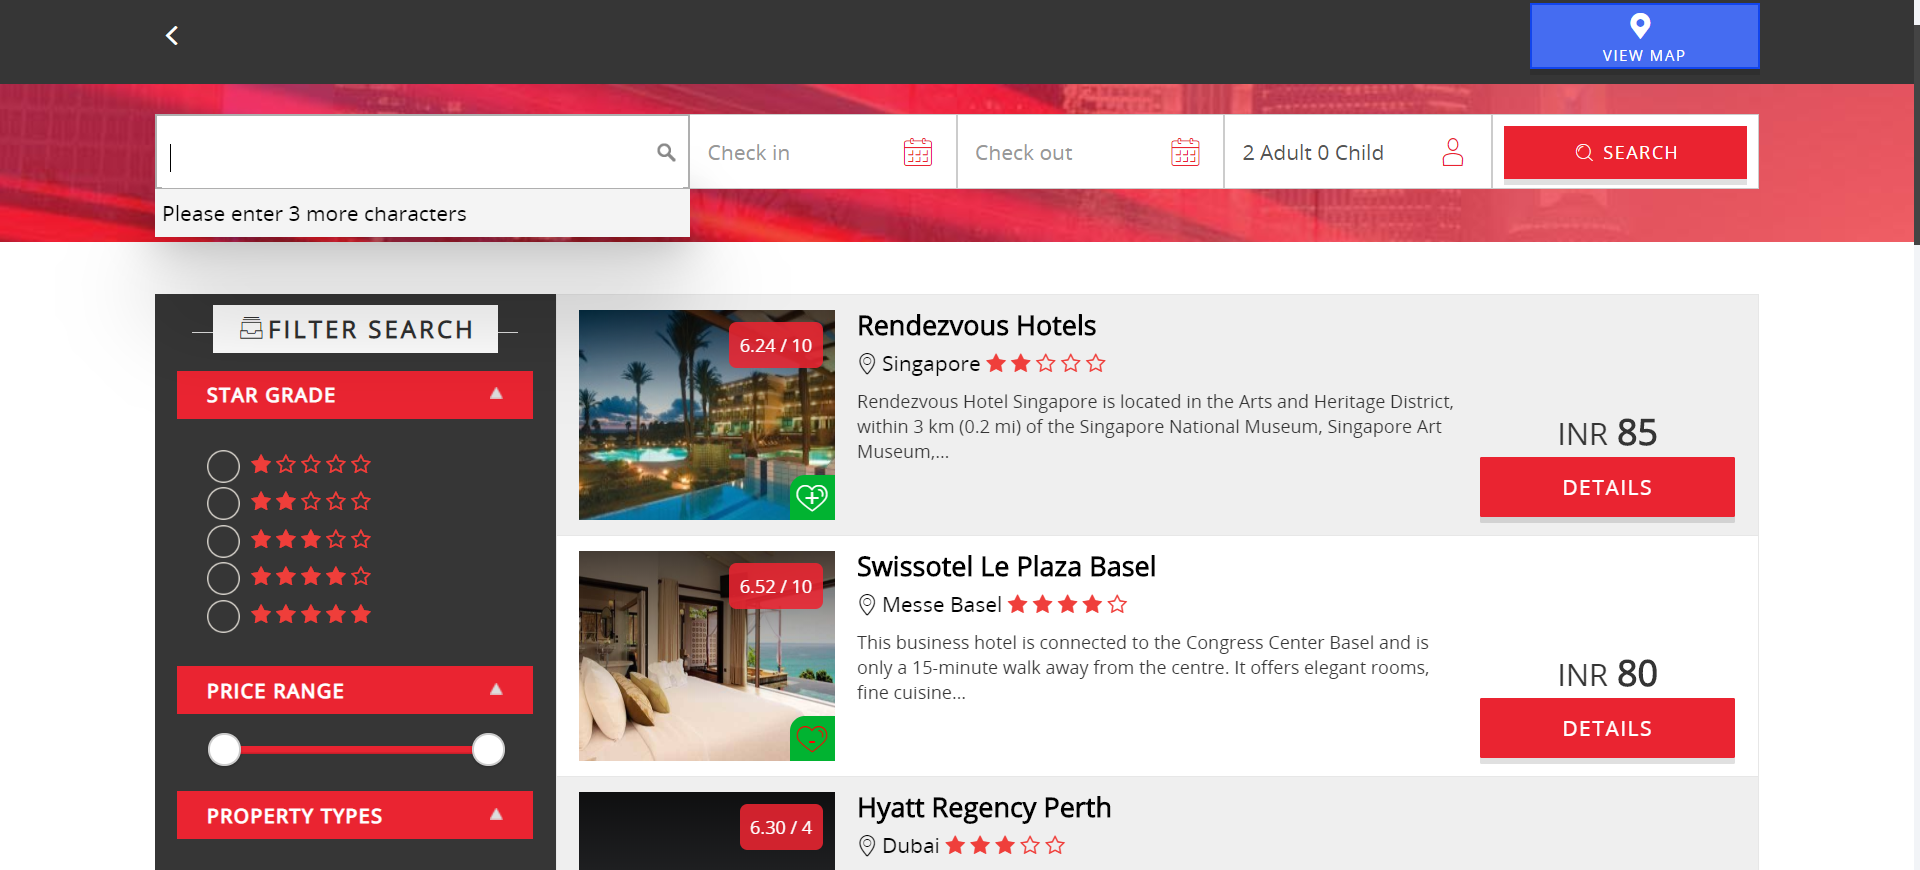 VIEW MAP
Check in
Check out
2 Adult 0 Child
SEARCH
Please enter 3 more characters
FILTER SEARCH
STAR GRADE
PRICE RANGE
PROPERTY TYPES
6.24 / 10
Rendezvous Hotels
Singapore
Rendezvous Hotel Singapore is located in the Arts and Heritage District,
within 3 km (0.2 mi) of the Singapore National Museum, Singapore Art
Museum,...
INR 85
DETAILS
6.52 / 10
Swissotel Le Plaza Basel
Messe Basel
This business hotel is connected to the Congress Center Basel and is
only a 15-minute walk away from the centre. It offers elegant rooms,
fine cuisine...
INR 80
DETAILS
6.30 / 4
Hyatt Regency Perth
Dubai